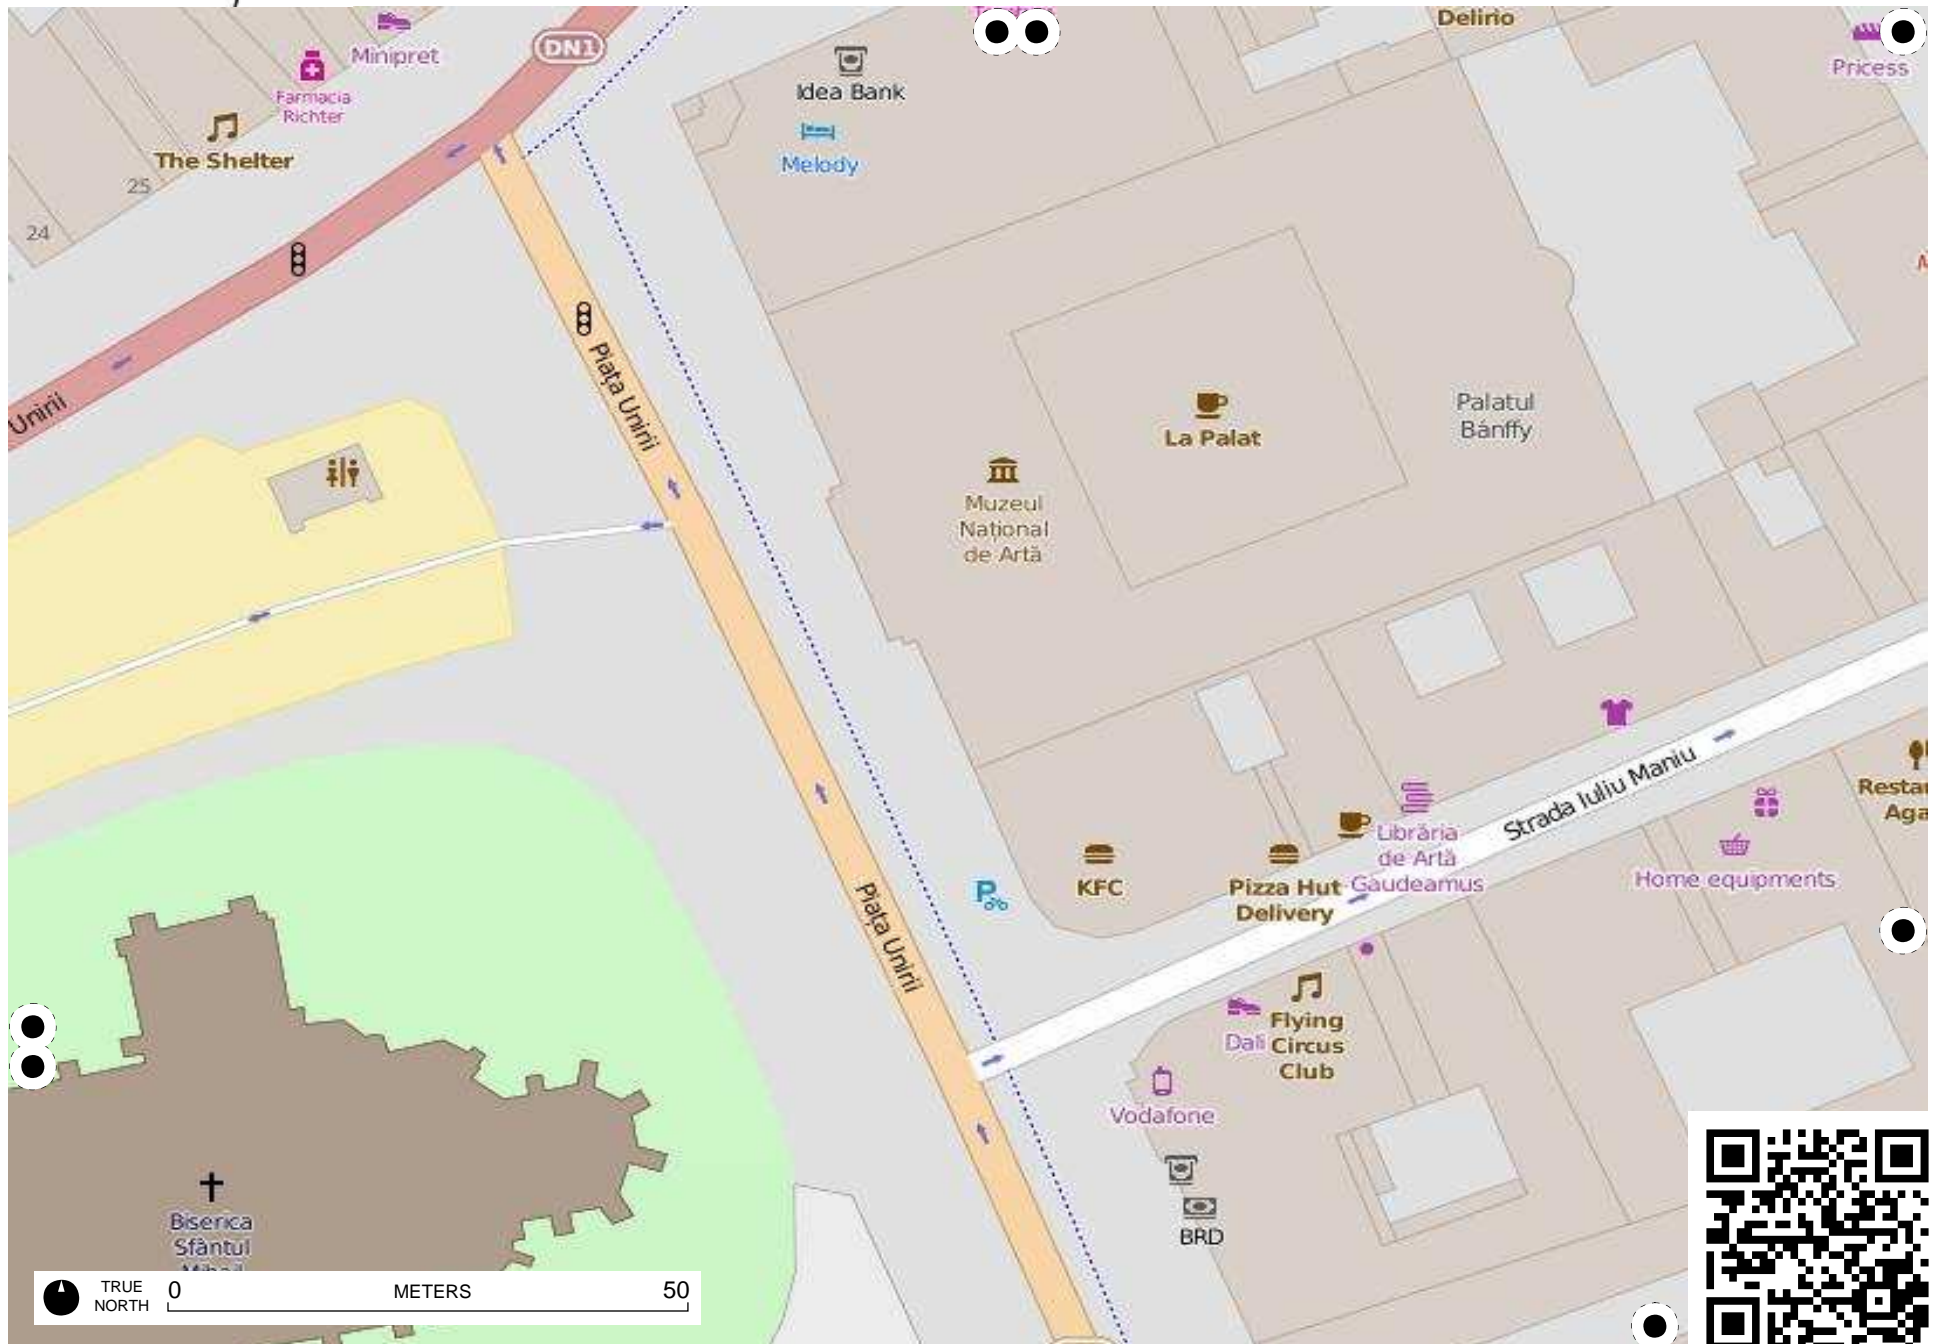 Delirio
DN1
Minipret
Pricess
Farmacia
Richter
Idea Bank
The Shelter
Melody
25
24
Unirii
Piața Unirii
La Palat
Palatul
Bánffy
Muzeul
Național
de Artă
Strada Iuliu Maniu
Librăria
de Artă
Gaudeamus
KFC
Pizza Hut
Delivery
Home equipments
P
Piața Unirii
Flying
Circus
Club
Dali
Vodafone
BRD
Biserica
Sfântul
TRUE
NORTH
0 METERS 50